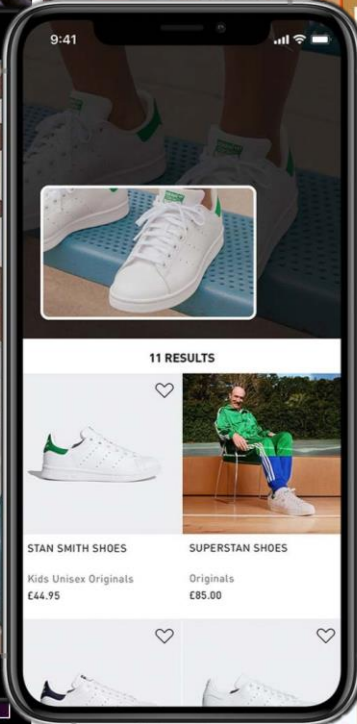 9:41
11 RESULTS
STAN SMITH SHOES
Kids Unisex Originals
£44.95
SUPERSTAN SHOES
Originals
£85.00